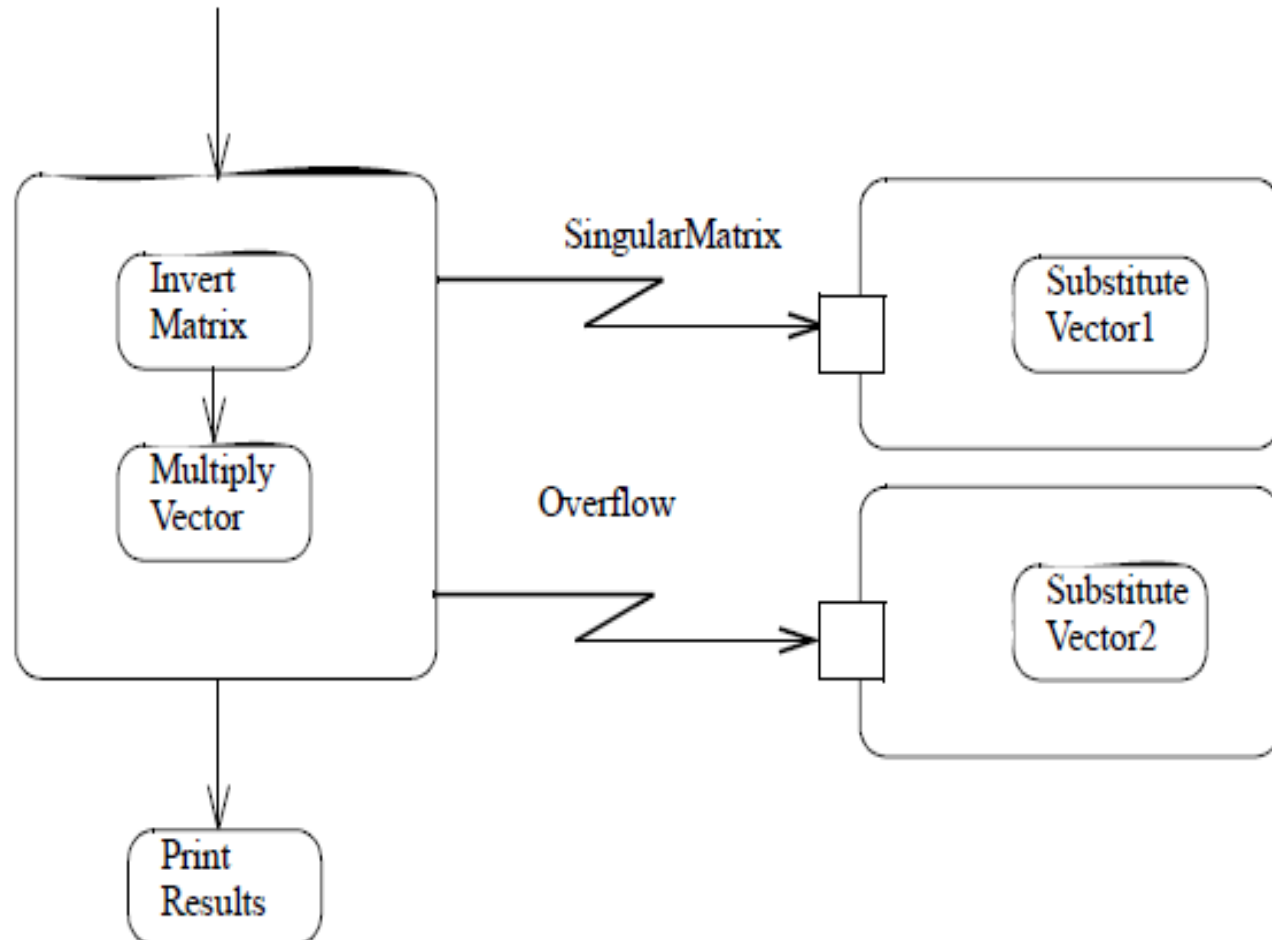 SingularMatrix
Invert
Matrix
Substitute
Vector1
Multiply
Vector
Overflow
Substitute
Vector2
Print
Results